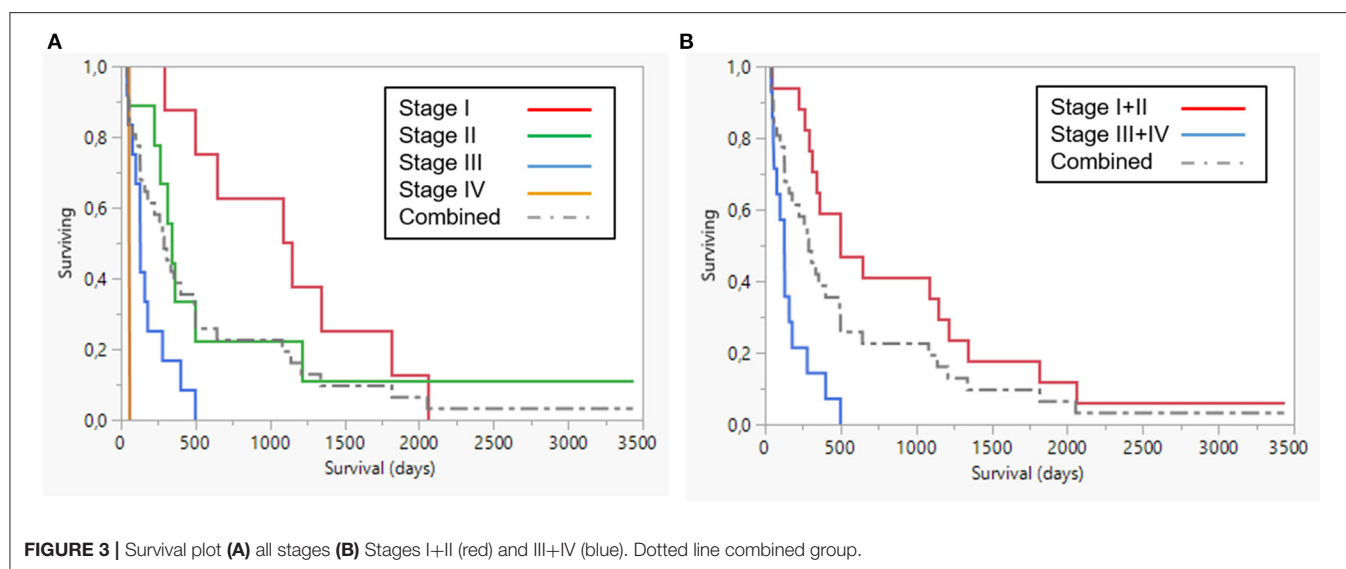 A
1,0
0,8
0,6
0,4
0,2
0,0
Surviving
Stage I
Stage II
Stage III
Stage IV
Combined
0 500 1000 1500 2000 2500 3000 3500
Survival (days)
B
1,0
0,8
0,6
0,4
0,2
0,0
Surviving
Stage I+II
Stage III+IV
Combined
0 500 1000 1500 2000 2500 3000 3500
Survival (days)
FIGURE 3 | Survival plot (A) all stages (B) Stages I+II (red) and III+IV (blue). Dotted line combined group.